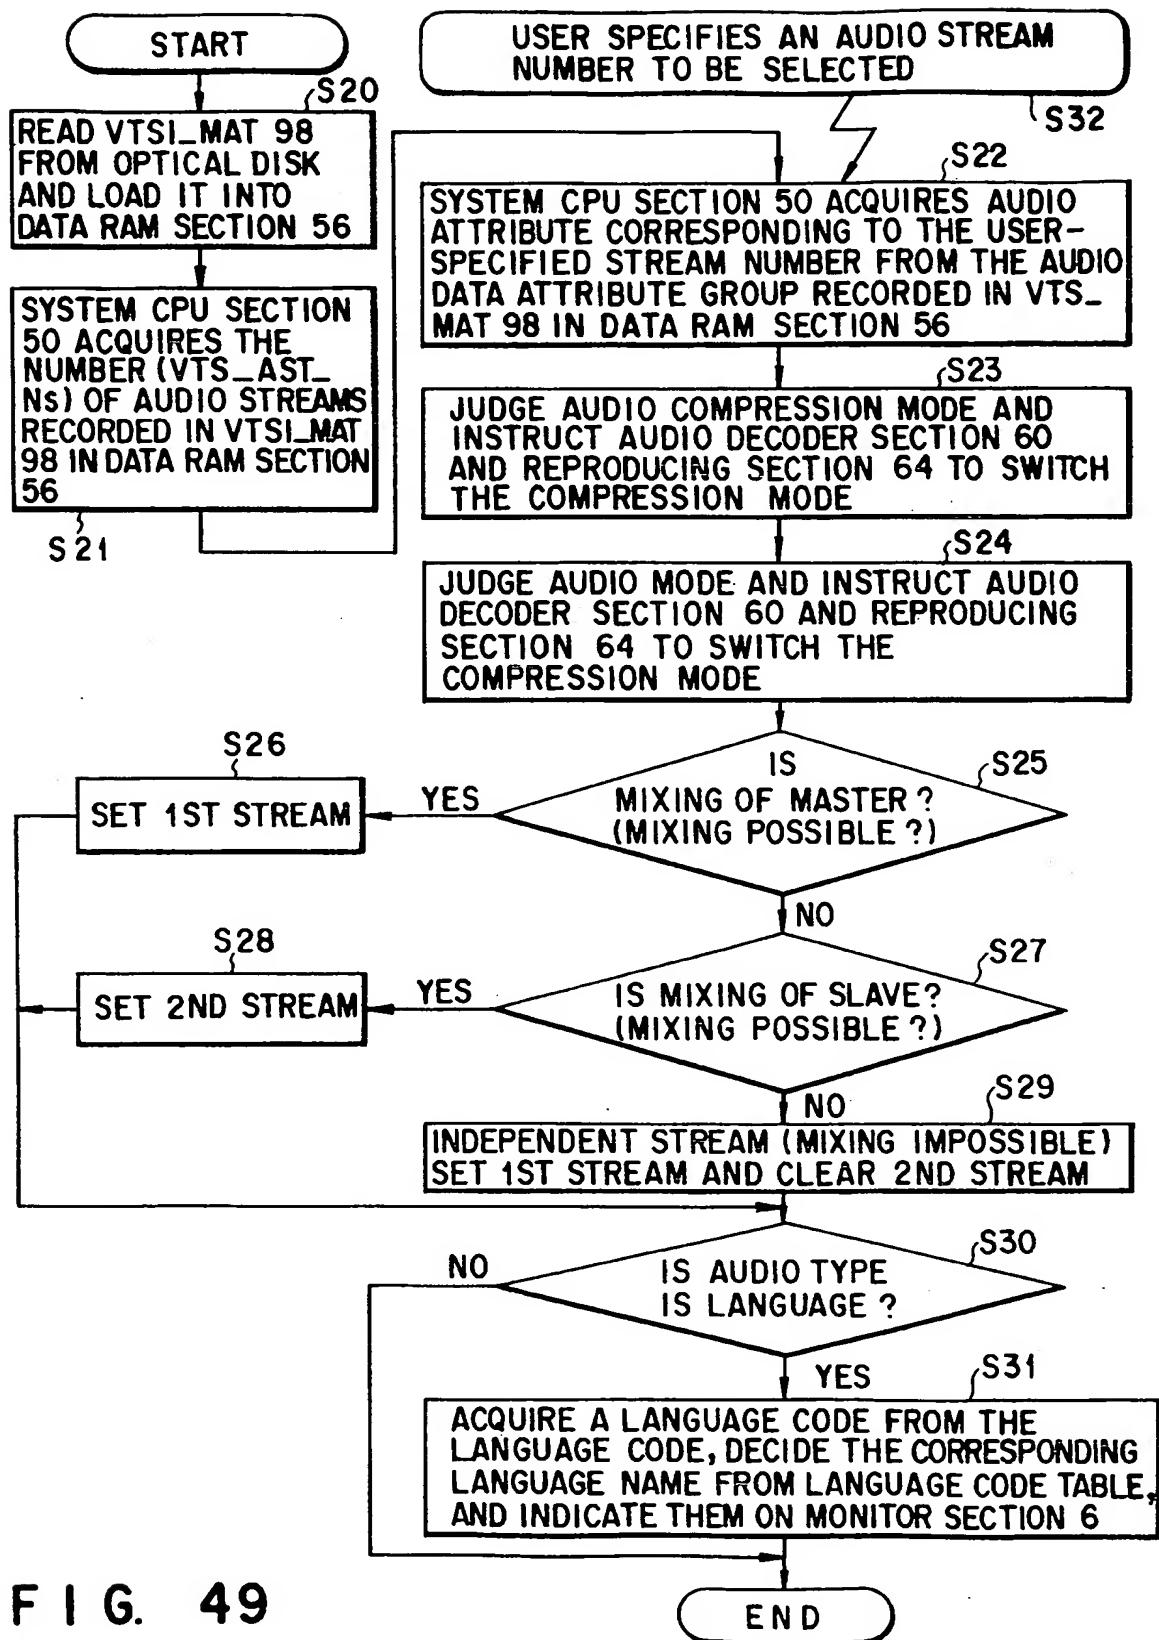 START
S20
READ VTSI_MAT 98
FROM OPTICAL DISK
AND LOAD IT INTO
DATA RAM SECTION 56
SYSTEM CPU SECTION
50 ACQUIRES THE
NUMBER (VTS_AST_
Ns) OF AUDIO STREAMS
RECORDED IN VTSI_MAT
98 IN DATA RAM SECTION
56
S21
USER SPECIFIES AN AUDIO STREAM
NUMBER TO BE SELECTED
S32
S22
SYSTEM CPU SECTION 50 ACQUIRES AUDIO
ATTRIBUTE CORRESPONDING TO THE USER-
SPECIFIED STREAM NUMBER FROM THE AUDIO
DATA ATTRIBUTE GROUP RECORDED IN VTS_
MAT 98 IN DATA RAM SECTION 56
S23
JUDGE AUDIO COMPRESSION MODE AND
INSTRUCT AUDIO DECODER SECTION 60
AND REPRODUCING SECTION 64 TO SWITCH
THE COMPRESSION MODE
S24
JUDGE AUDIO MODE AND INSTRUCT AUDIO
DECODER SECTION 60 AND REPRODUCING
SECTION 64 TO SWITCH THE
COMPRESSION MODE
S25
IS
MIXING OF MASTER?
(MIXING POSSIBLE?)
YES
S26
SET 1ST STREAM
NO
S27
IS MIXING OF SLAVE?
(MIXING POSSIBLE?)
YES
S28
SET 2ND STREAM
NO
S29
INDEPENDENT STREAM (MIXING IMPOSSIBLE)
SET 1ST STREAM AND CLEAR 2ND STREAM
S30
IS AUDIO TYPE
IS LANGUAGE?
NO
YES
S31
ACQUIRE A LANGUAGE CODE FROM THE
LANGUAGE CODE, DECIDE THE CORRESPONDING
LANGUAGE NAME FROM LANGUAGE CODE TABLE,
AND INDICATE THEM ON MONITOR SECTION 6
END
FIG. 49